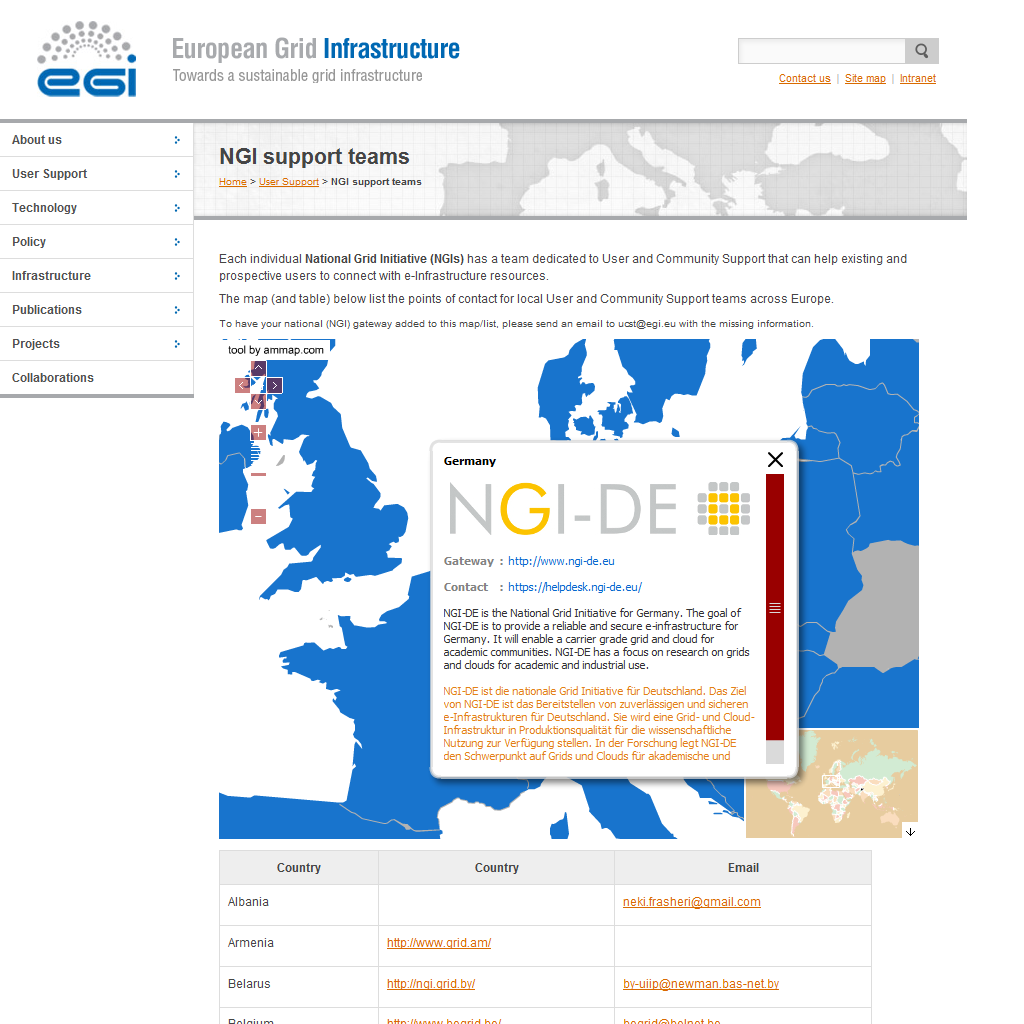 egi
European Grid Infrastructure
Towards a sustainable grid infrastructure
Contact us | Site map | Intranet
About us
User Support
Technology
Policy
Infrastructure
Publications
Projects
Collaborations
NGI support teams
Home > User Support > NGI support teams
Each individual National Grid Initiative (NGIs) has a team dedicated to User and Community Support that can help existing and
prospective users to connect with e-Infrastructure resources.
The map (and table) below list the points of contact for local User and Community Support teams across Europe.
To have your national (NGI) gateway added to this map/list, please send an email to ucst@egi.eu with the missing information.
tool by ammap.com
Germany
NGI-DE
Gateway : http://www.ngi-de.eu
Contact : https://helpdesk.ngi-de.eu/
NGI-DE is the National Grid Initiative for Germany. The goal of
NGI-DE is to provide a reliable and secure e-infrastructure for
Germany. It will enable a carrier grade grid and cloud for
academic communities. NGI-DE has a focus on research on grids
and clouds for academic and industrial use.
NGI-DE ist die nationale Grid Initiative für Deutschland. Das Ziel
von NGI-DE ist das Bereitstellen von zuverlässigen und sicheren
e-Infrastrukturen für Deutschland. Sie wird eine Grid- und Cloud-
Infrastruktur in Produktionsqualität für die wissenschaftliche
Nutzung zur Verfügung stellen. In der Forschung legt NGI-DE
den Schwerpunkt auf Grids und Clouds für akademische und
Country Country Email
Albania neki.frasheri@gmail.com
Armenia http://www.grid.am/
Belarus http://ngi.grid.by/ by-uiip@newman.bas-net.by
Belgium http://www.begrid.be/ begrid@belnet.be